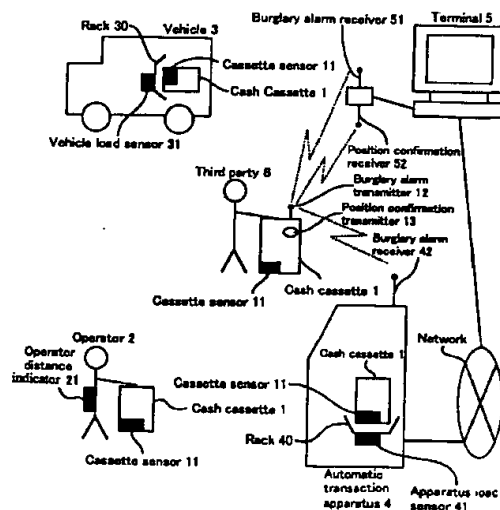 Burglary alarm receiver 51
Terminal 5
Rack 30
Vehicle 3
Cassette sensor 11
Cash Cassette 1
Vehicle load sensor 31
Position confirmation
receiver 52
Third party 6
Burglary alarm
transmitter 12
Position confirmation
transmitter 13
Burglary alarm
receiver 42
Cash cassette 1
Cassette sensor 11
Operator 2
Operator
distance
indicator 21
Cash cassette 1
Cassette sensor 11
Network
Cash cassette 1
Cassette sensor 11
Rack 40
Automatic
transaction
apparatus 4
Apparatus load
sensor 41